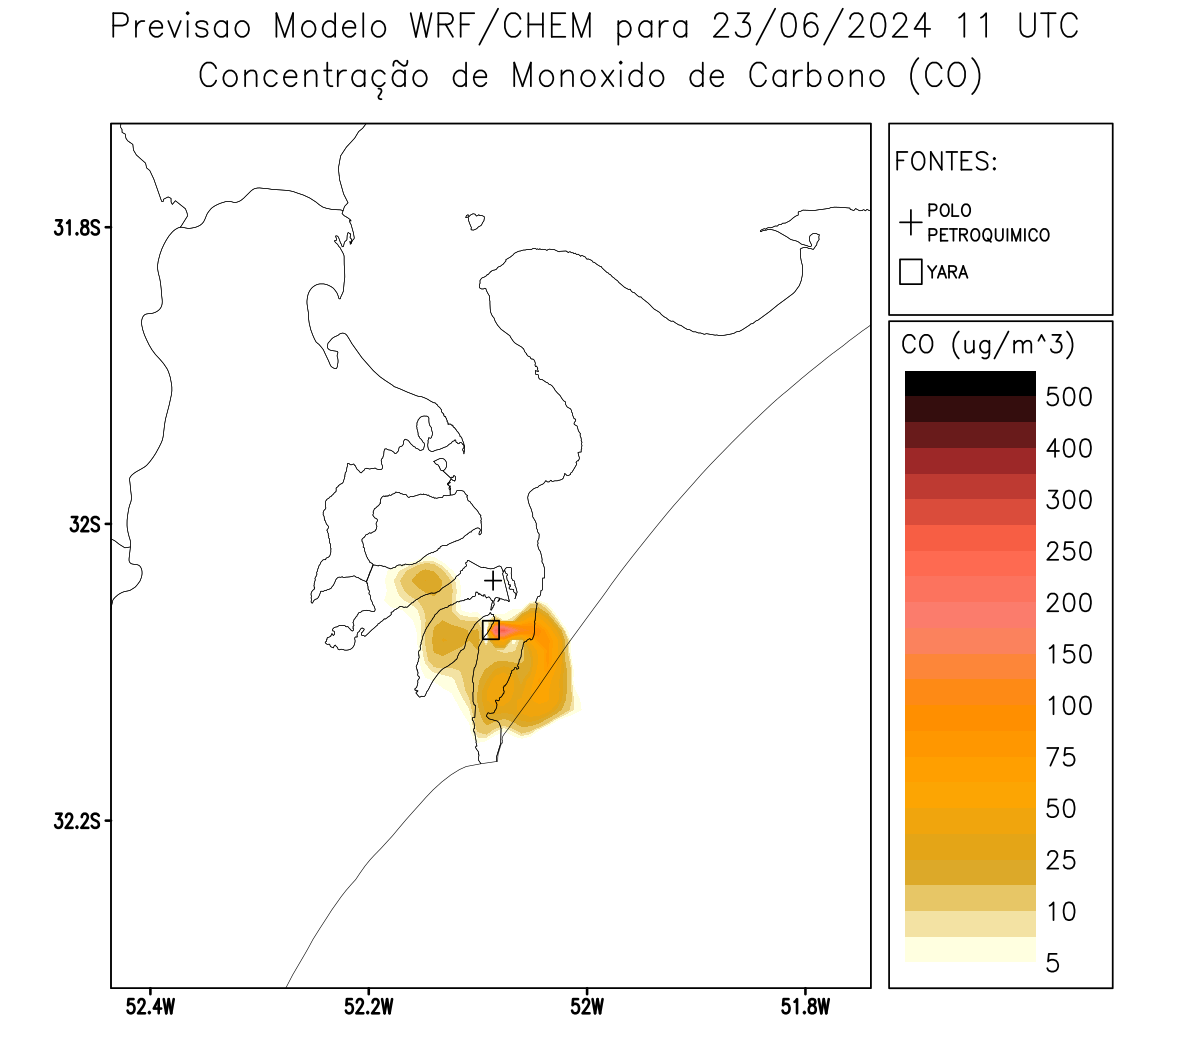 Previsao Modelo WRF/CHEM para 23/06/2024 11 UTC
Concentração de Monoxido de Carbono (CO)
FONTES:
POLO
PETROQUIMICO
YARA
CO (ug/m^3)
500
400
300
250
200
150
100
75
50
25
10
5
31.8S
32S
32.2S
52.4W
52.2W
52W
51.8W